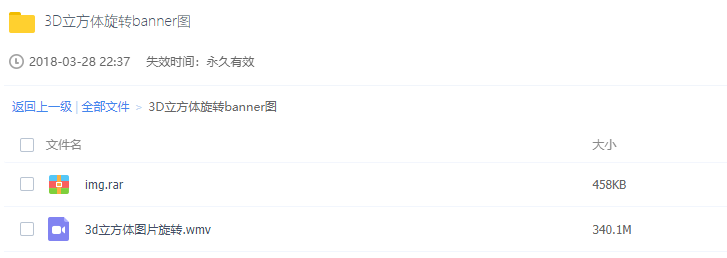 3D立方体旋转banner图
2018-03-28 22:37 失效时间：永久有效
返回上一级 | 全部文件 > 3D立方体旋转banner图
文件名 大小
img.rar 458KB
3d立方体图片旋转.wmv 340.1M